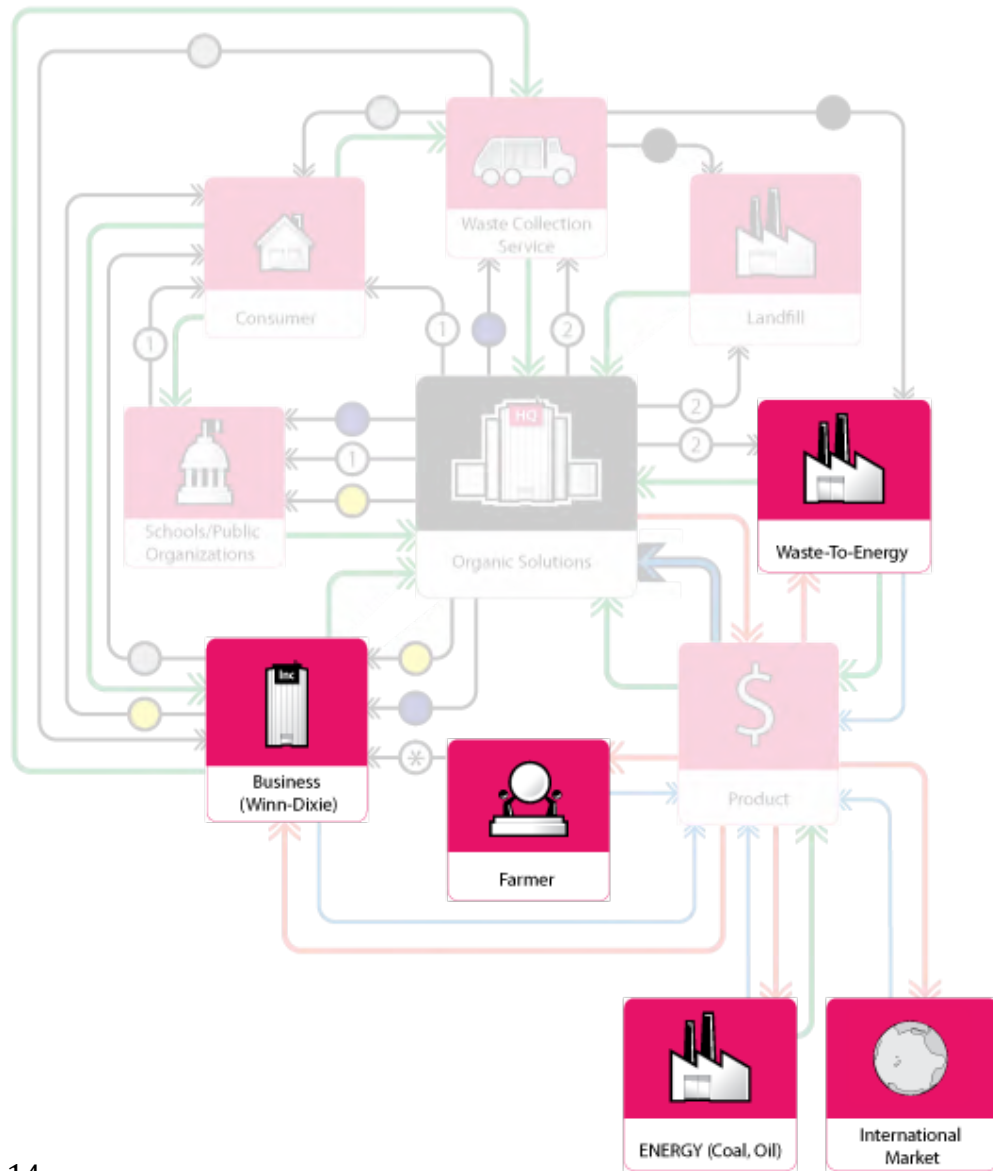 Waste Collection
Service
Consumer
Landfill
1
1
2
HQ
2
1
2
Schools/Public
Organizations
Organic Solutions
Waste-To-Energy
Inc
$
*
Business
(Winn-Dixie)
Product
Farmer
ENERGY (Coal, Oil)
International
Market